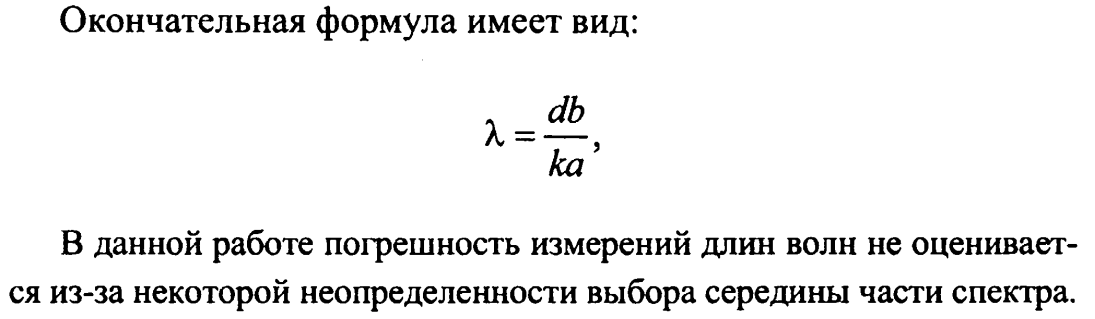 Окончательная формула имеет вид:
λ = db/ka,
В данной работе погрешность измерений длин волн не оценивает-
ся из-за некоторой неопределенности выбора середины части спектра.